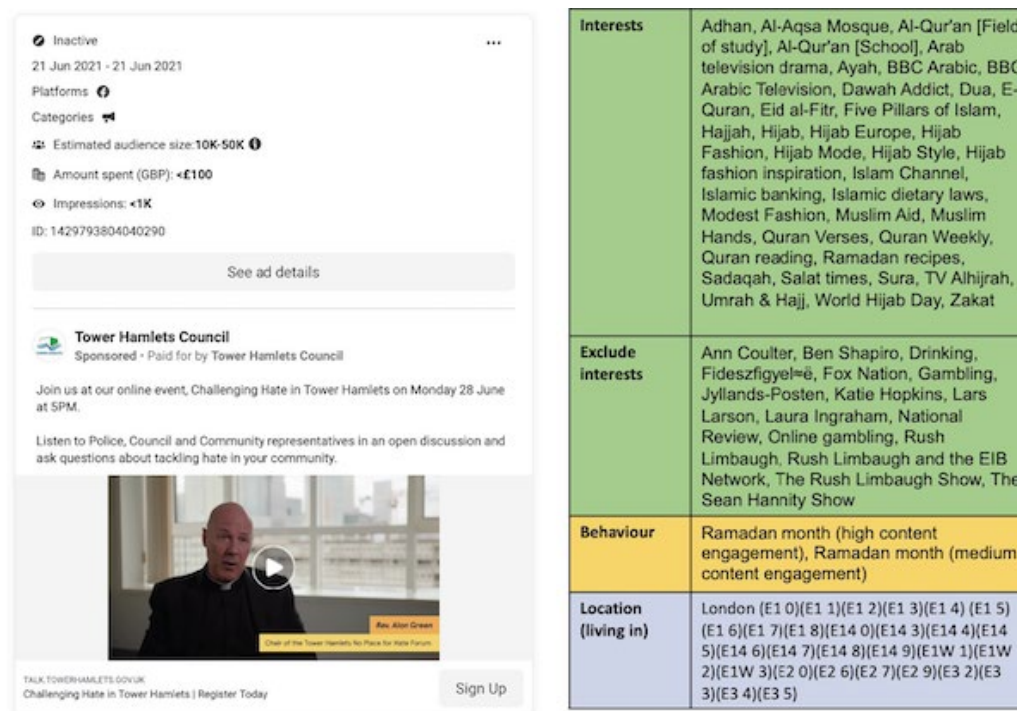 Inactive
21 Jun 2021 - 21 Jun 2021
Platforms
Categories
Estimated audience size:10K-50K
Amount spent (GBP): <£100
Impressions: <1K
ID: 1429793804040290
See ad details
Tower Hamlets Council
Sponsored • Paid for by Tower Hamlets Council
Join us at our online event, Challenging Hate in Tower Hamlets on Monday 28 June
at 5PM.
Listen to Police, Council and Community representatives in an open discussion and
ask questions about tackling hate in your community.
Rev. Alan Green
Chair of the Tower Hamlets No Place for Hate Forum.
TALK.TOWERHAMLETS.GOV.UK
Challenging Hate in Tower Hamlets | Register Today
Sign Up
Interests
Adhan, Al-Aqsa Mosque, Al-Qur'an [Field
of study], Al-Qur'an [School], Arab
television drama, Ayah, BBC Arabic, BBC
Arabic Television, Dawah Addict, Dua, E-
Quran, Eid al-Fitr, Five Pillars of Islam,
Hajjah, Hijab, Hijab Europe, Hijab
Fashion, Hijab Mode, Hijab Style, Hijab
fashion inspiration, Islam Channel,
Islamic banking, Islamic dietary laws,
Modest Fashion, Muslim Aid, Muslim
Hands, Quran Verses, Quran Weekly,
Quran reading, Ramadan recipes,
Sadaqah, Salat times, Sura, TV Alhijrah,
Umrah & Hajj, World Hijab Day, Zakat
Exclude
interests
Ann Coulter, Ben Shapiro, Drinking,
Fideszfigyel≈ë, Fox Nation, Gambling,
Jyllands-Posten, Katie Hopkins, Lars
Larson, Laura Ingraham, National
Review, Online gambling, Rush
Limbaugh, Rush Limbaugh and the EIB
Network, The Rush Limbaugh Show, The
Sean Hannity Show
Behaviour
Ramadan month (high content
engagement), Ramadan month (medium
content engagement)
Location
(living in)
London (E1 0)(E1 1)(E1 2)(E1 3)(E1 4) (E1 5)
(E1 6)(E1 7)(E1 8)(E14 0)(E14 3)(E14 4)(E14
5)(E14 6)(E14 7)(E14 8)(E14 9)(E1W 1)(E1W
2)(E1W 3)(E2 0)(E2 6)(E2 7)(E2 9)(E3 2)(E3
3)(E3 4)(E3 5)